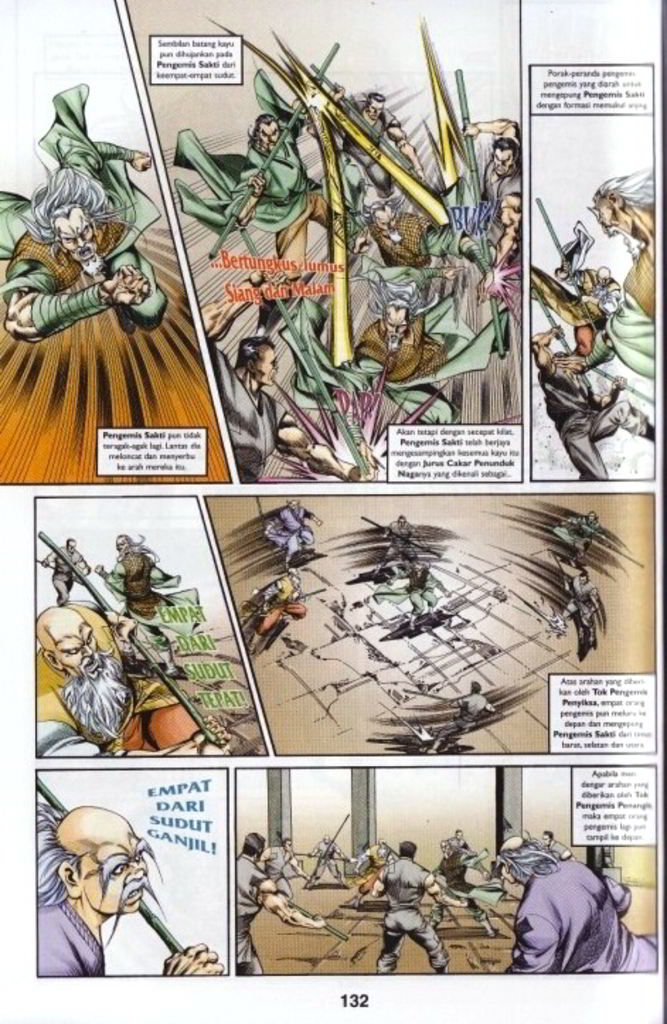 Sembilan batang kayu
pun dihujankan pada
Pengemis Sakti dari
keempat-empat sudut.
Pengemis Sakti pun tidak
teragak-agak lagi. Lantas dia
meloncat dan menyerbu
ke arah mereka itu.
...Bertungkus-lumus
Siang dan Malam
BUK!
DAP!
Akan tetapi dengan secepat kilat,
Pengemis Sakti telah berjaya
mengesampingkan kesemua kayu itu
dengan Jurus Cakar Penunduk
Naganya yang dikenali sebagai...
Porak-peranda pengemis-
pengemis yang diarah untuk
mengepung Pengemis Sakti
dengan formasi memukul anjing.
EMPAT
DARI
SUDUT
TEPAT!
Atas arahan yang diberi-
kan oleh Tok Pengemis
Penyiksa, empat orang
pengemis pun meluru ke
depan dan mengepung
Pengemis Sakti dari timur,
barat, selatan dan utara.
EMPAT
DARI
SUDUT
GANJIL!
Apabila men
dengar arahan yang
diberikan oleh Tok
Pengemis Penangis,
maka empat orang
pengemis lagi pun
tampil ke depan.
132